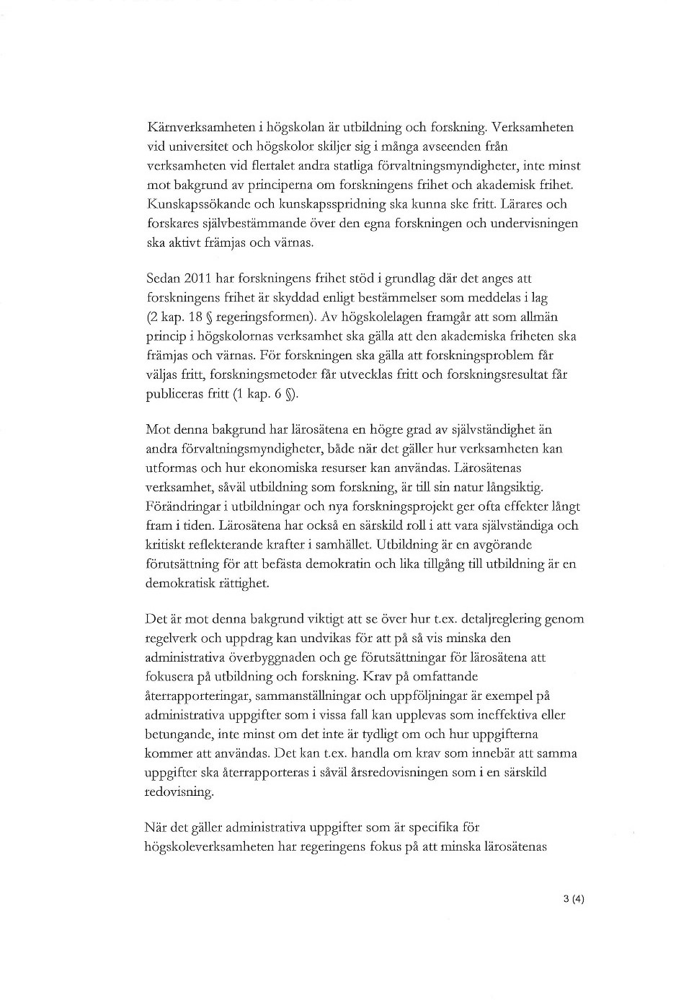 Kärnverksamheten i högskolan är utbildning och forskning. Verksamheten
vid universitet och högskolor skiljer sig i många avseenden från
verksamheten vid flertalet andra statliga förvaltningsmyndigheter, inte minst
mot bakgrund av principerna om forskningens frihet och akademisk frihet.
Kunskapssökande och kunskapsspridning ska kunna ske fritt. Lärares och
forskares självbestämmande över den egna forskningen och undervisningen
ska aktivt främjas och värnas.
Sedan 2011 har forskningens frihet stöd i grundlag där det anges att
forskningens frihet är skyddad enligt bestämmelser som meddelas i lag
(2 kap. 18 § regeringsformen). Av högskolelagen framgår att som allmän
princip i högskolornas verksamhet ska gälla att den akademiska friheten ska
främjas och värnas. För forskningen ska gälla att forskningsproblem får
väljas fritt, forskningsmetoder får utvecklas fritt och forskningsresultat får
publiceras fritt (1 kap. 6 §).
Mot denna bakgrund har lärosätena en högre grad av självständighet än
andra förvaltningsmyndigheter, både när det gäller hur verksamheten kan
utformas och hur ekonomiska resurser kan användas. Lärosätenas
verksamhet, såväl utbildning som forskning, är till sin natur långsiktig.
Förändringar i utbildningar och nya forskningsprojekt ger ofta effekter långt
fram i tiden. Lärosätena har också en särskild roll i att vara självständiga och
kritiskt reflekterande krafter i samhället. Utbildning är en avgörande
förutsättning för att befästa demokratin och lika tillgång till utbildning är en
demokratisk rättighet.
Det är mot denna bakgrund viktigt att se över hur t.ex. detaljreglering genom
regelverk och uppdrag kan undvikas för att på så vis minska den
administrativa överbyggnaden och ge förutsättningar för lärosätena att
fokusera på utbildning och forskning. Krav på omfattande
återrapporteringar, sammanställningar och uppföljningar är exempel på
administrativa uppgifter som i vissa fall kan upplevas som ineffektiva eller
betungande, inte minst om det inte är tydligt om och hur uppgifterna
kommer att användas. Det kan t.ex. handla om krav som innebär att samma
uppgifter ska återrapporteras i såväl årsredovisningen som i en särskild
redovisning.
När det gäller administrativa uppgifter som är specifika för
högskoleverksamheten har regeringens fokus på att minska lärosätenas
3 (4)